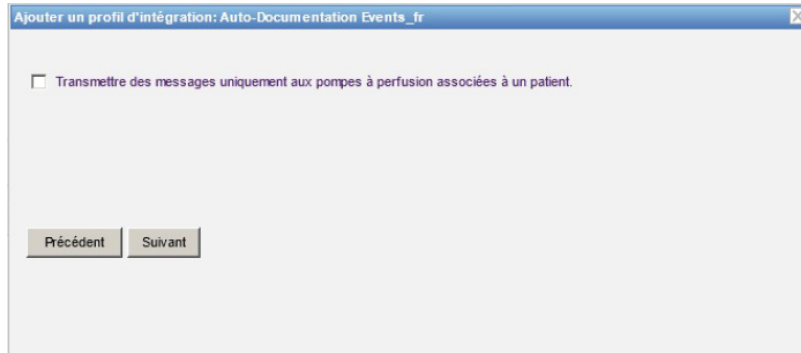 Ajouter un profil d'intégration: Auto-Documentation Events_fr
Transmettre des messages uniquement aux pompes à perfusion associées à un patient.
Précédent Suivant